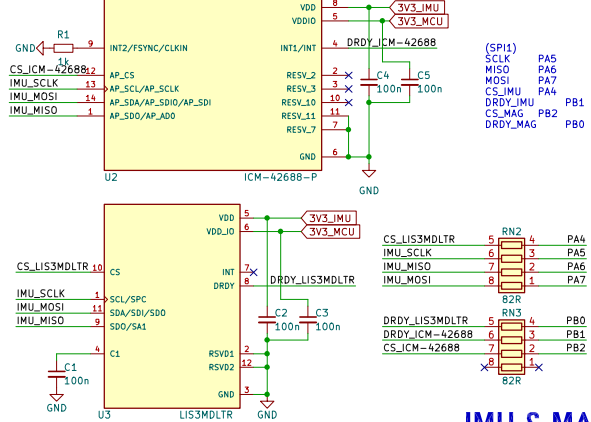 VDD 8 3V3_IMU
VDDIO 5 3V3_MCU
R1
GND 9 INT2/FSYNC/CLKIN
1k
INT1/INT 4 DRDY_ICM-42688
CS_ICM-42688 12 AP_CS
IMU_SCLK 13 AP_SCL/AP_SCLK
IMU_MOSI 14 AP_SDA/AP_SDIO/AP_SDI
IMU_MISO 1 AP_SDO/AP_AD0
RESV_2 2
RESV_3 3
RESV_10 10
RESV_11 11
RESV_7 7
GND 6
C4
100n
C5
100n
GND
U2
ICM-42688-P
(SPI1)
SCLK PA5
MISO PA6
MOSI PA7
CS_IMU PA4
DRDY_IMU PB1
CS_MAG PB2
DRDY_MAG PB0
VDD 5 3V3_IMU
VDD_IO 6 3V3_MCU
CS_LIS3MDLTR 10 CS
INT 7
DRDY 8 DRDY_LIS3MDLTR
IMU_SCLK 1 SCL/SPC
IMU_MOSI 11 SDA/SDI/SDO
IMU_MISO 9 SDO/SA1
C2
100n
C3
100n
4 C1
RSVD1 2
RSVD2 12
C1
100n
GND
GND 3
GND
U3
LIS3MDLTR
RN2
CS_LIS3MDLTR 5 4 PA4
IMU_SCLK 6 3 PA5
IMU_MISO 7 2 PA6
IMU_MOSI 8 1 PA7
82R
RN3
DRDY_LIS3MDLTR 5 4 PB0
DRDY_ICM-42688 6 3 PB1
CS_ICM-42688 7 2 PB2
8 1
82R